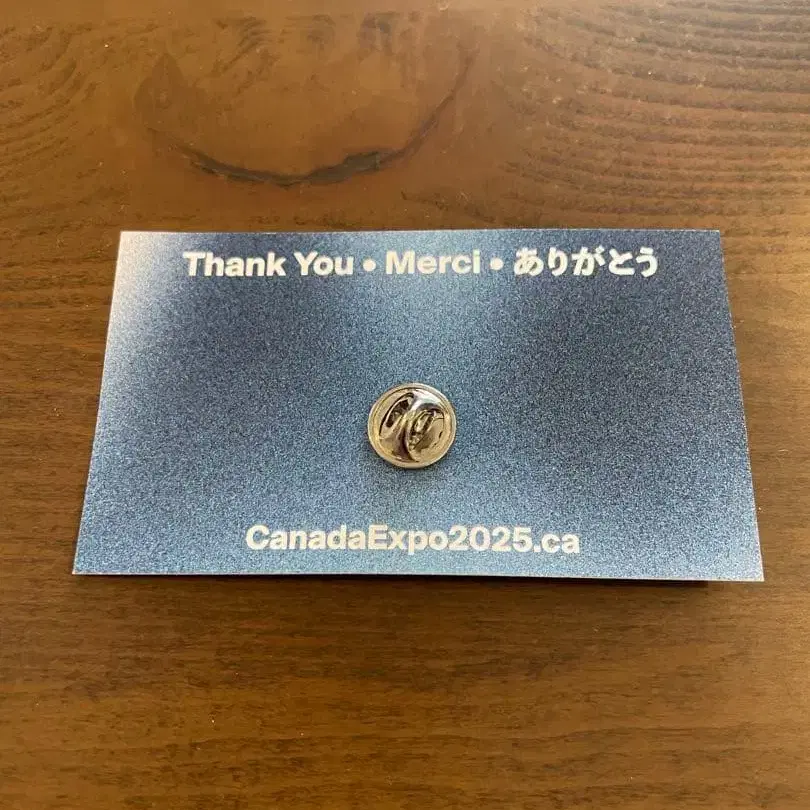 Thank You • Merci • ありがとう
CanadaExpo2025.ca